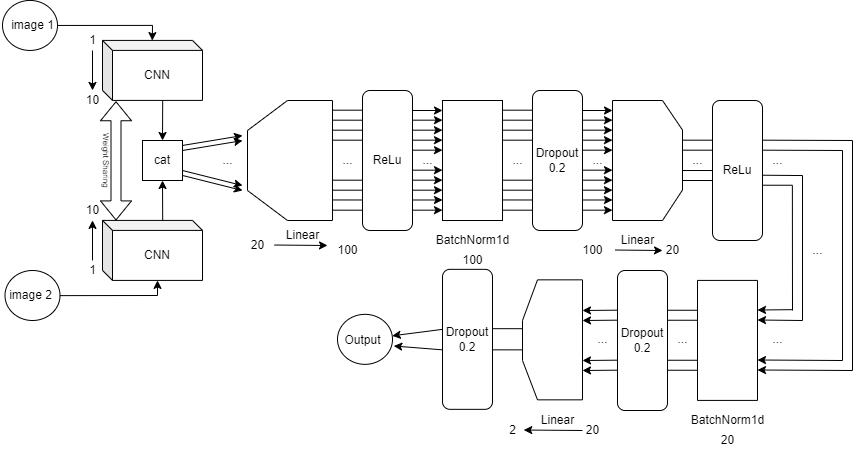 image 1
1
CNN
10
Weight Sharing
cat
10
CNN
1
image 2
...
20
Linear
100
...
ReLu
...
BatchNorm1d
100
...
Dropout
0.2
...
100
Linear
20
...
ReLu
...
...
...
BatchNorm1d
20
...
Dropout
0.2
...
Linear
2
20
Dropout
0.2
Output